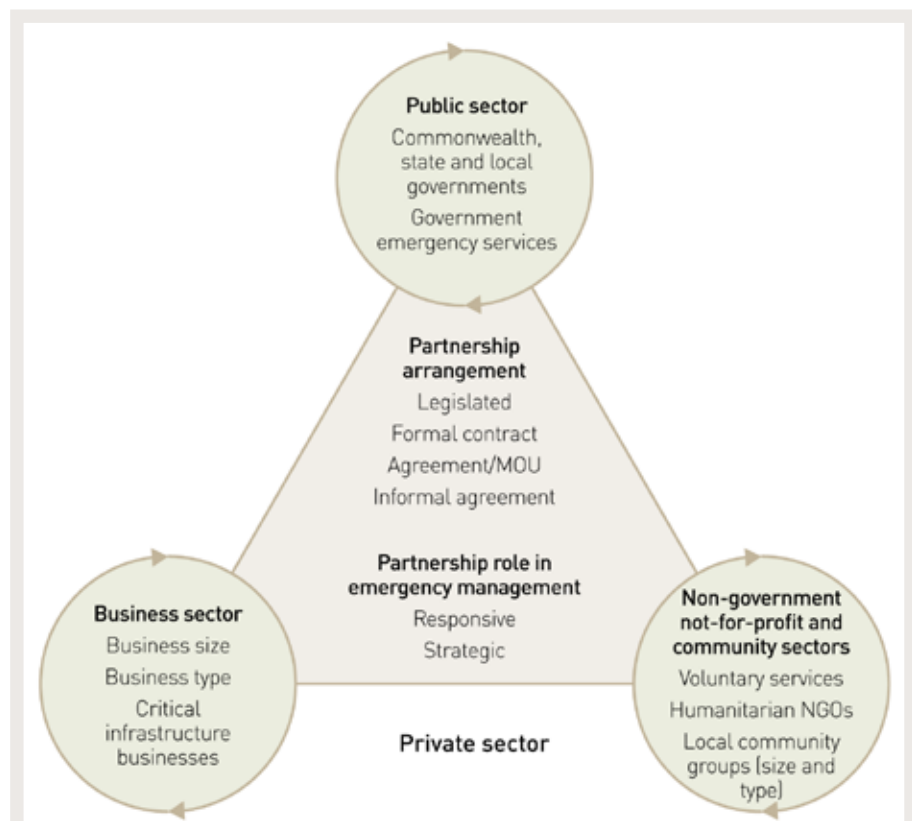 Public sector
Commonwealth,
state and local
governments
Government
emergency services
Partnership
arrangement
Legislated
Formal contract
Agreement/MOU
Informal agreement
Partnership role in
emergency management
Responsive
Strategic
Business sector
Business size
Business type
Critical
infrastructure
businesses
Private sector
Non-government
not-for-profit and
community sectors
Voluntary services
Humanitarian NGOs
Local community
groups (size and
type)